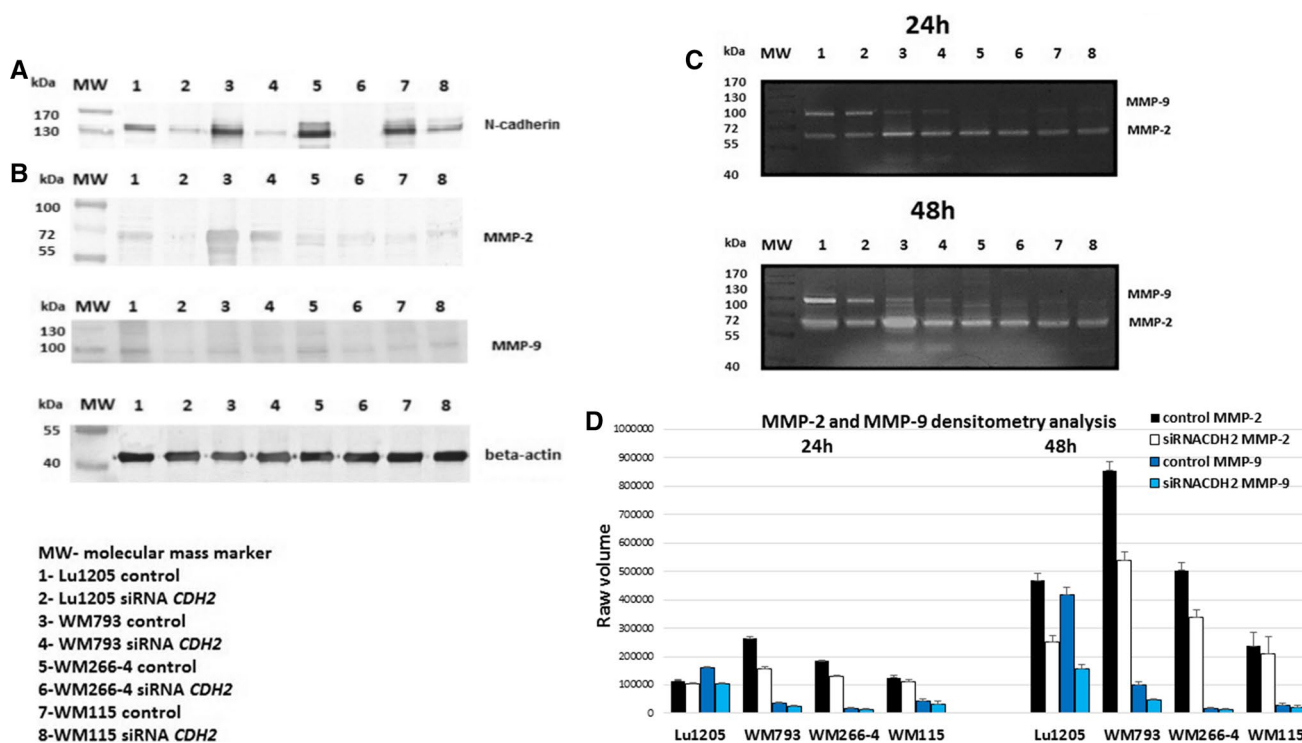 A
kDa MW 1 2 3 4 5 6 7 8
170
130
N-cadherin
B
kDa MW 1 2 3 4 5 6 7 8
100
72
55
MMP-2
MW 1 2 3 4 5 6 7 8
130
100
MMP-9
kDa MW 1 2 3 4 5 6 7 8
55
40
beta-actin
MW- molecular mass marker
1- Lu1205 control
2- Lu1205 siRNA CDH2
3- WM793 control
4- WM793 siRNA CDH2
5-WM266-4 control
6-WM266-4 siRNA CDH2
7-WM115 control
8-WM115 siRNA CDH2
24h
C
kDa MW 1 2 3 4 5 6 7 8
170
130
100
72
55
40
MMP-9
MMP-2
48h
kDa MW 1 2 3 4 5 6 7 8
170
130
100
72
55
40
MMP-9
MMP-2
D
MMP-2 and MMP-9 densitometry analysis
24h 48h
control MMP-2
siRNACDH2 MMP-2
control MMP-9
siRNACDH2 MMP-9
Raw volume
1000000
900000
800000
700000
600000
500000
400000
300000
200000
100000
0
Lu1205 WM793 WM266-4 WM115 Lu1205 WM793 WM266-4 WM115